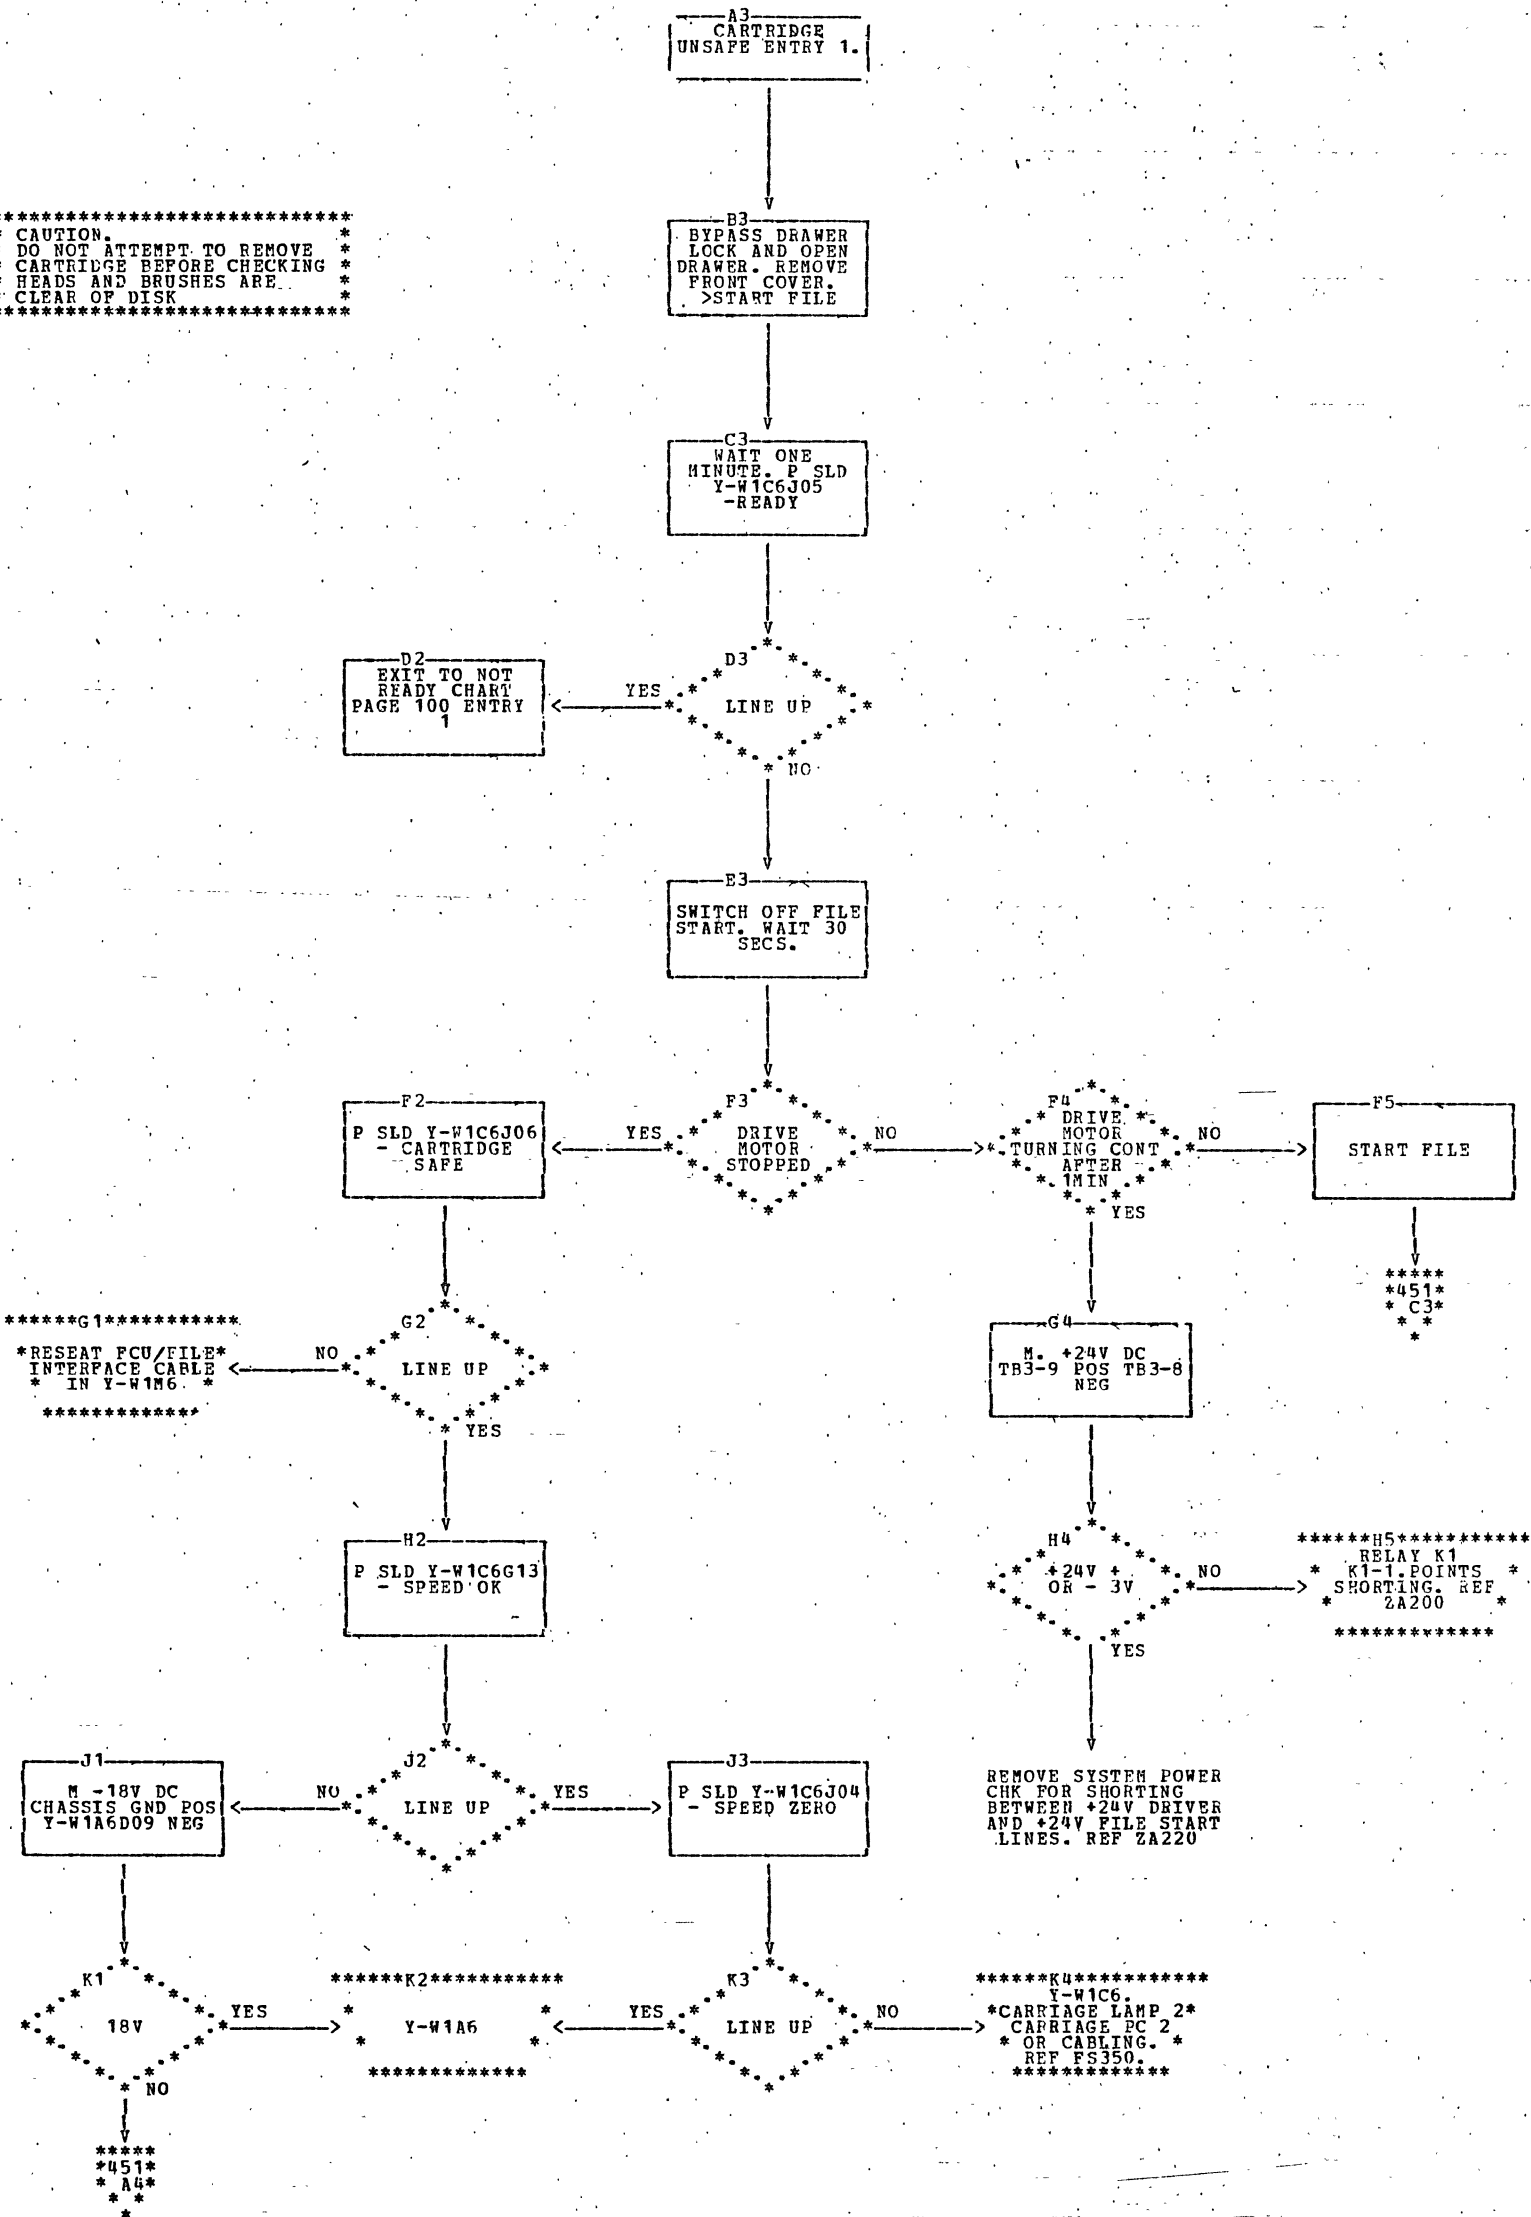 A3
CARTRIDGE
UNSAFE ENTRY 1.
****************************
CAUTION. *
DO NOT ATTEMPT TO REMOVE *
CARTRIDGE BEFORE CHECKING *
HEADS AND BRUSHES ARE *
CLEAR OF DISK *
****************************
B3
BYPASS DRAWER
LOCK AND OPEN
DRAWER. REMOVE
FRONT COVER.
>START FILE
C3
WAIT ONE
MINUTE. P SLD
Y-W1C6J05
-READY
D2
EXIT TO NOT
READY CHART
PAGE 100 ENTRY
1
YES
D3
LINE UP
NO
E3
SWITCH OFF FILE
START. WAIT 30
SECS.
F2
P SLD Y-W1C6J06
- CARTRIDGE
SAFE
YES
F3
DRIVE
MOTOR
STOPPED
NO
F4
DRIVE
MOTOR
TURNING CONT
AFTER
1MIN
YES
NO
F5
START FILE
*****
*451*
* C3*
* *
*
******G1***********
*RESEAT FCU/FILE*
INTERFACE CABLE
* IN Y-W1M6. *
*************
NO
G2
LINE UP
YES
G4
M. +24V DC
TB3-9 POS TB3-8
NEG
H2
P SLD Y-W1C6G13
- SPEED OK
H4
+24V +
OR - 3V
NO
YES
******H5***********
RELAY K1
* K1-1.POINTS *
SHORTING. REF
* ZA200 *
*************
J1
M -18V DC
CHASSIS GND POS
Y-W1A6D09 NEG
NO
J2
LINE UP
YES
J3
P SLD Y-W1C6J04
- SPEED ZERO
REMOVE SYSTEM POWER
CHK FOR SHORTING
BETWEEN +24V DRIVER
AND +24V FILE START
LINES. REF ZA220
K1
18V
YES
NO
******K2***********
* *
Y-W1A6
* *
*************
YES
K3
LINE UP
NO
******K4***********
Y-W1C6.
*CARRIAGE LAMP 2*
CARRIAGE PC 2
* OR CABLING. *
REF FS350.
*************
*****
*451*
* A4*
* *
*